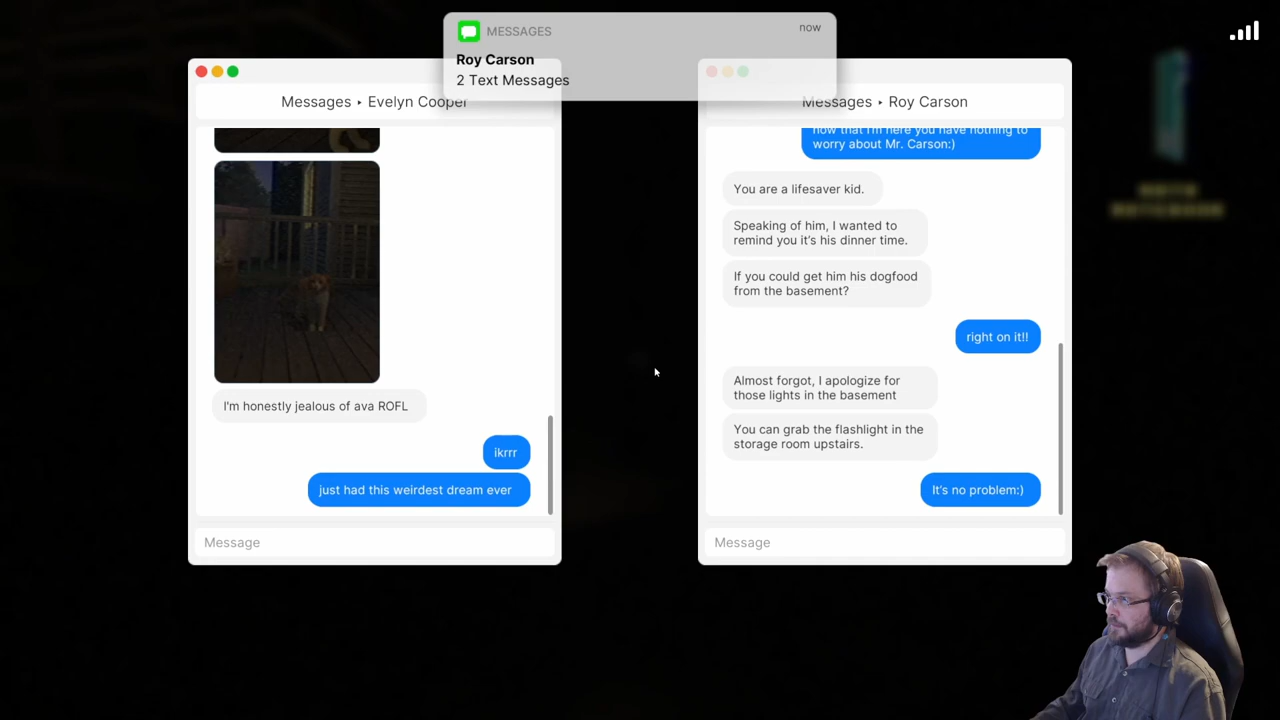 MESSAGES
now
Roy Carson
2 Text Messages
Messages ▸ Evelyn Cooper
I'm honestly jealous of ava ROFL
ikrrr
just had this weirdest dream ever
Message
Messages ▸ Roy Carson
now that I'm here you have nothing to
worry about Mr. Carson:)
You are a lifesaver kid.
Speaking of him, I wanted to
remind you it's his dinner time.
If you could get him his dogfood
from the basement?
right on it!!
Almost forgot, I apologize for
those lights in the basement
You can grab the flashlight in the
storage room upstairs.
It's no problem:)
Message